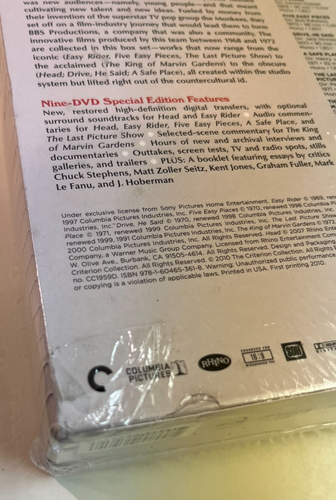 new audiences—namely, young people—and that meant
cultivating new talent and new ideas. Fueled by money from
their invention of the superstar TV pop group the Monkees, they
set off on a film-industry journey that would lead them to form
BBS Productions, a company that was also a community. The
innovative films produced by this team between 1968 and 1972
are collected in this box set—works that now range from the
iconic (Easy Rider, Five Easy Pieces, The Last Picture Show) to
the acclaimed (The King of Marvin Gardens) to the obscure
(Head; Drive, He Said; A Safe Place), all created within the studio
system but lifted right out of the countercultural id.
Nine-DVD Special Edition Features
New, restored high-definition digital transfers, with optional
surround soundtracks for Head and Easy Rider Audio commen-
taries for Head, Easy Rider, Five Easy Pieces, A Safe Place, and
The Last Picture Show Selected-scene commentary for The King
of Marvin Gardens Hours of new and archival interviews and
documentaries Outtakes, screen tests, TV and radio spots, stills
galleries, and trailers PLUS: A booklet featuring essays by critics
Chuck Stephens, Matt Zoller Seitz, Kent Jones, Graham Fuller, Mark
Le Fanu, and J. Hoberman
Under exclusive license from Sony Pictures Home Entertainment. Easy Rider © 1969, renewed
1997 Columbia Pictures Industries, Inc. Five Easy Pieces © 1970, renewed 1998 Columbia Pictures
Industries, Inc. Drive, He Said © 1970, renewed 1998 Columbia Pictures Industries, Inc.
Place © 1971, renewed 1999 Columbia Pictures Industries, Inc. The Last Picture Show
renewed 1999, 1991 Columbia Pictures Industries, Inc. The King of Marvin Gardens © 1972,
2000 Columbia Pictures Industries, Inc. All Rights Reserved. Head © 2007 Rhino Entertainment
Company, a Warner Music Group Company. Licensed from Rhino Entertainment Company
W. Olive Ave., Burbank, CA, 91505-4614. All Rights Reserved. Design and Packaging
Criterion Collection. All Rights Reserved. © 2010 The Criterion Collection. All Rights Reserved. Cat.
no. CC1959D. ISBN 978-1-60465-361-8. Warning: Unauthorized public performance,
or copying is a violation of applicable laws. Printed in USA. First printing 2010.
COLUMBIA PICTURES RHINO 16:9